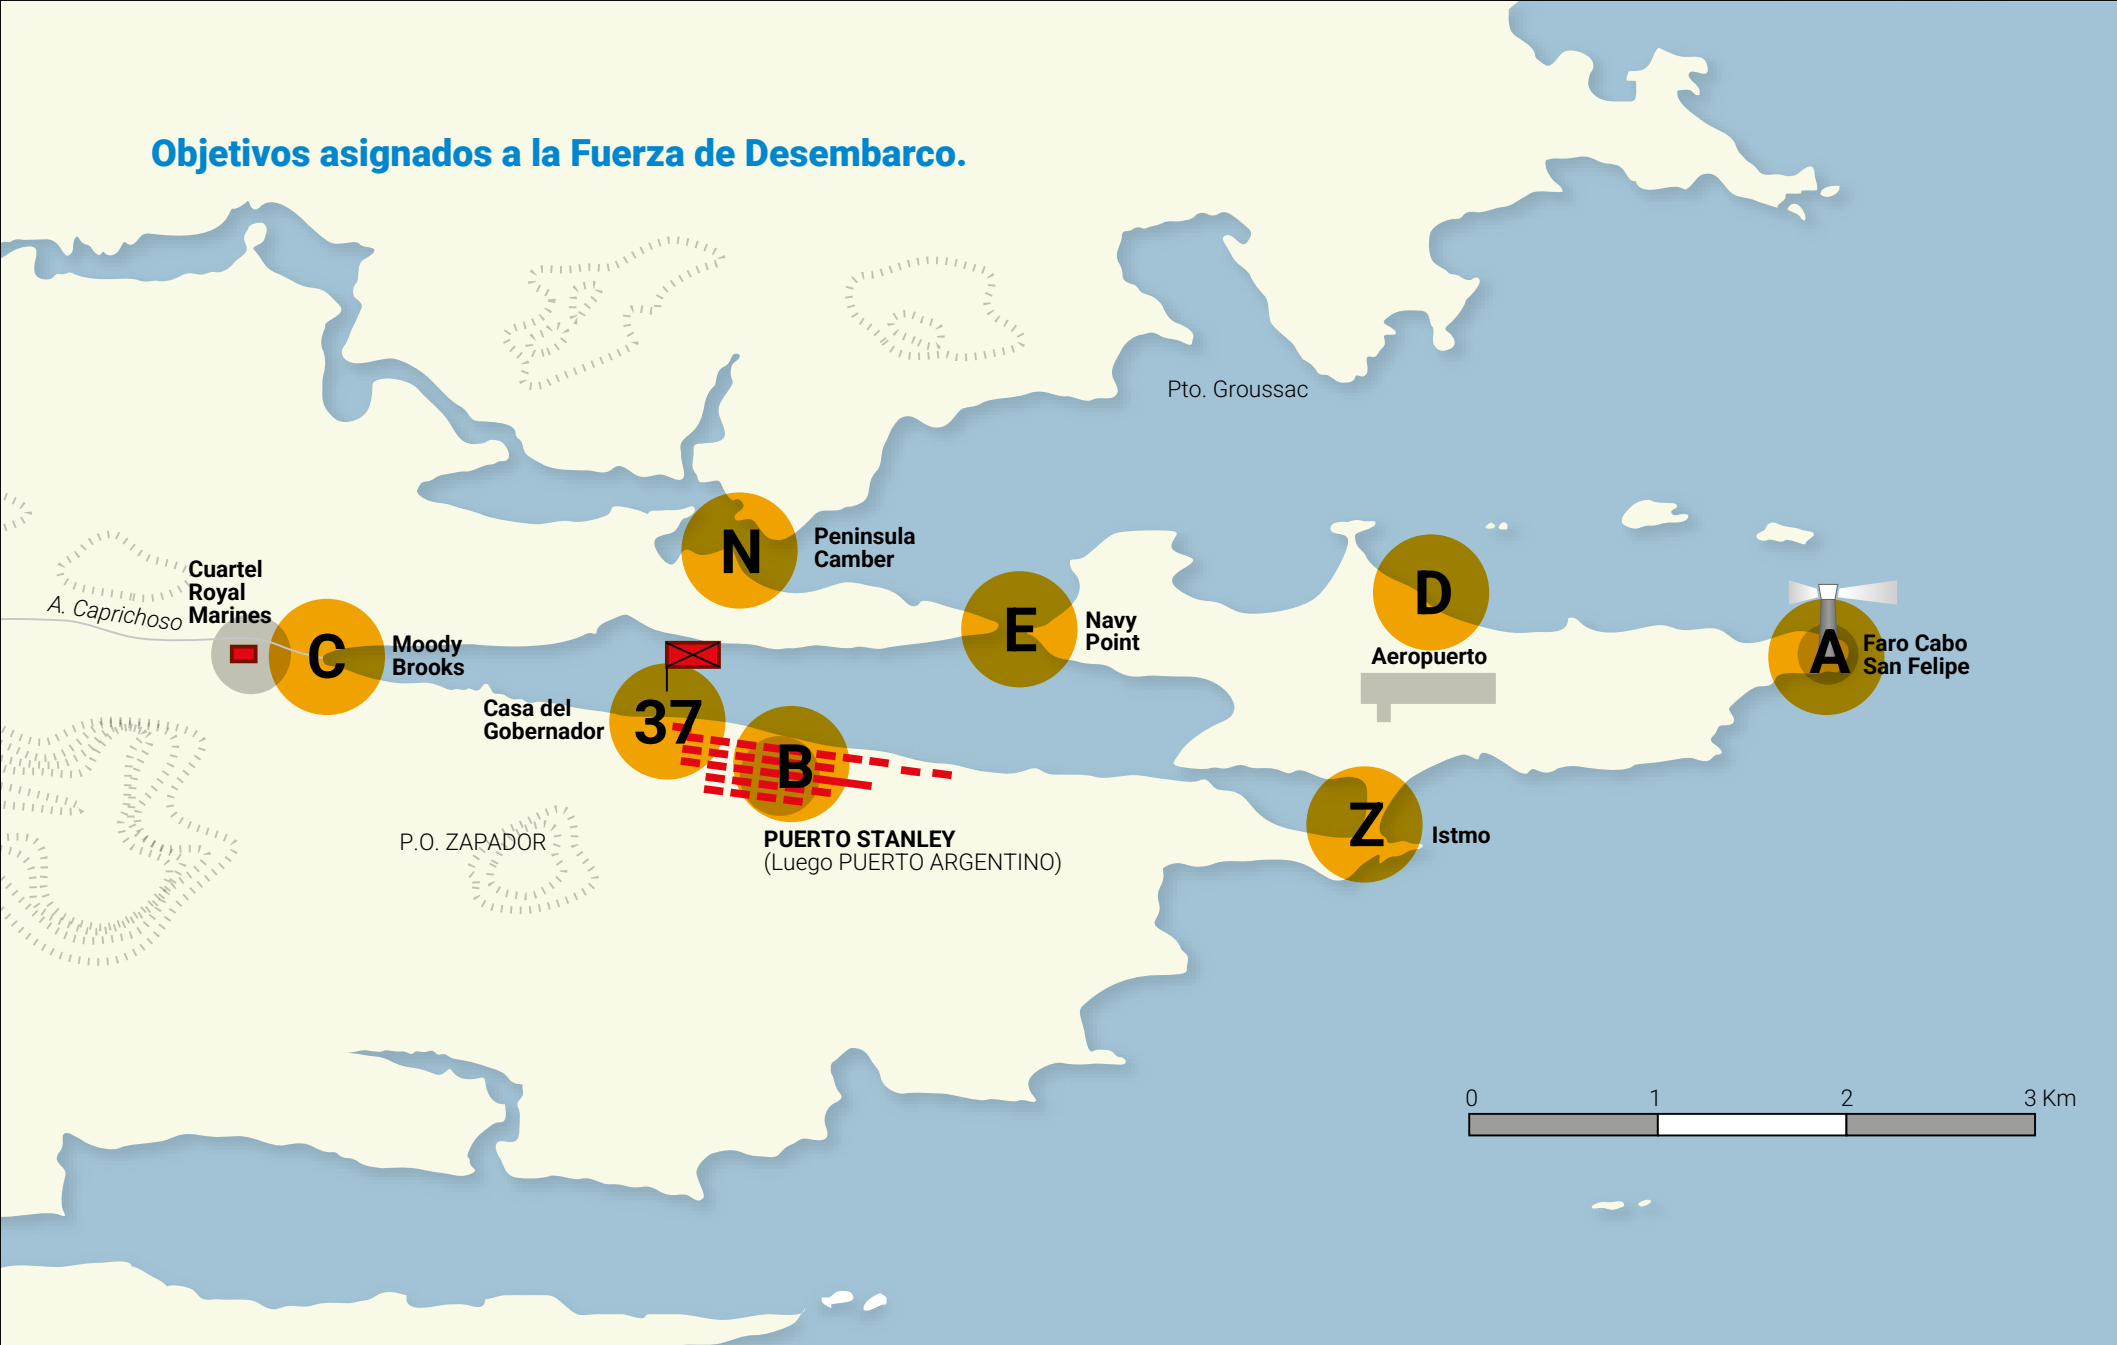 Objetivos asignados a la Fuerza de Desembarco.
Pto. Groussac
N
Peninsula
Camber
Cuartel
Royal
Marines
A. Caprichoso
C
Moody
Brooks
E
Navy
Point
D
Aeropuerto
A
Faro Cabo
San Felipe
Casa del
Gobernador
37
B
PUERTO STANLEY
(Luego PUERTO ARGENTINO)
P.O. ZAPADOR
Z
Istmo
0 1 2 3 Km